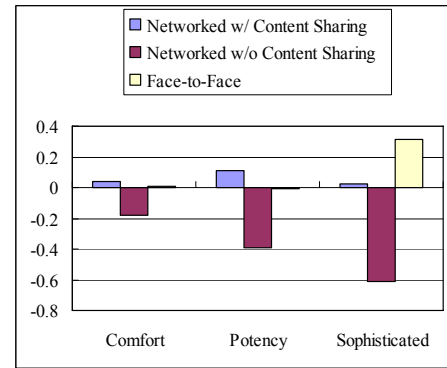 Networked w/ Content Sharing
Networked w/o Content Sharing
Face-to-Face
0.4
0.2
0
-0.2
-0.4
-0.6
-0.8
Comfort Potency Sophisticated